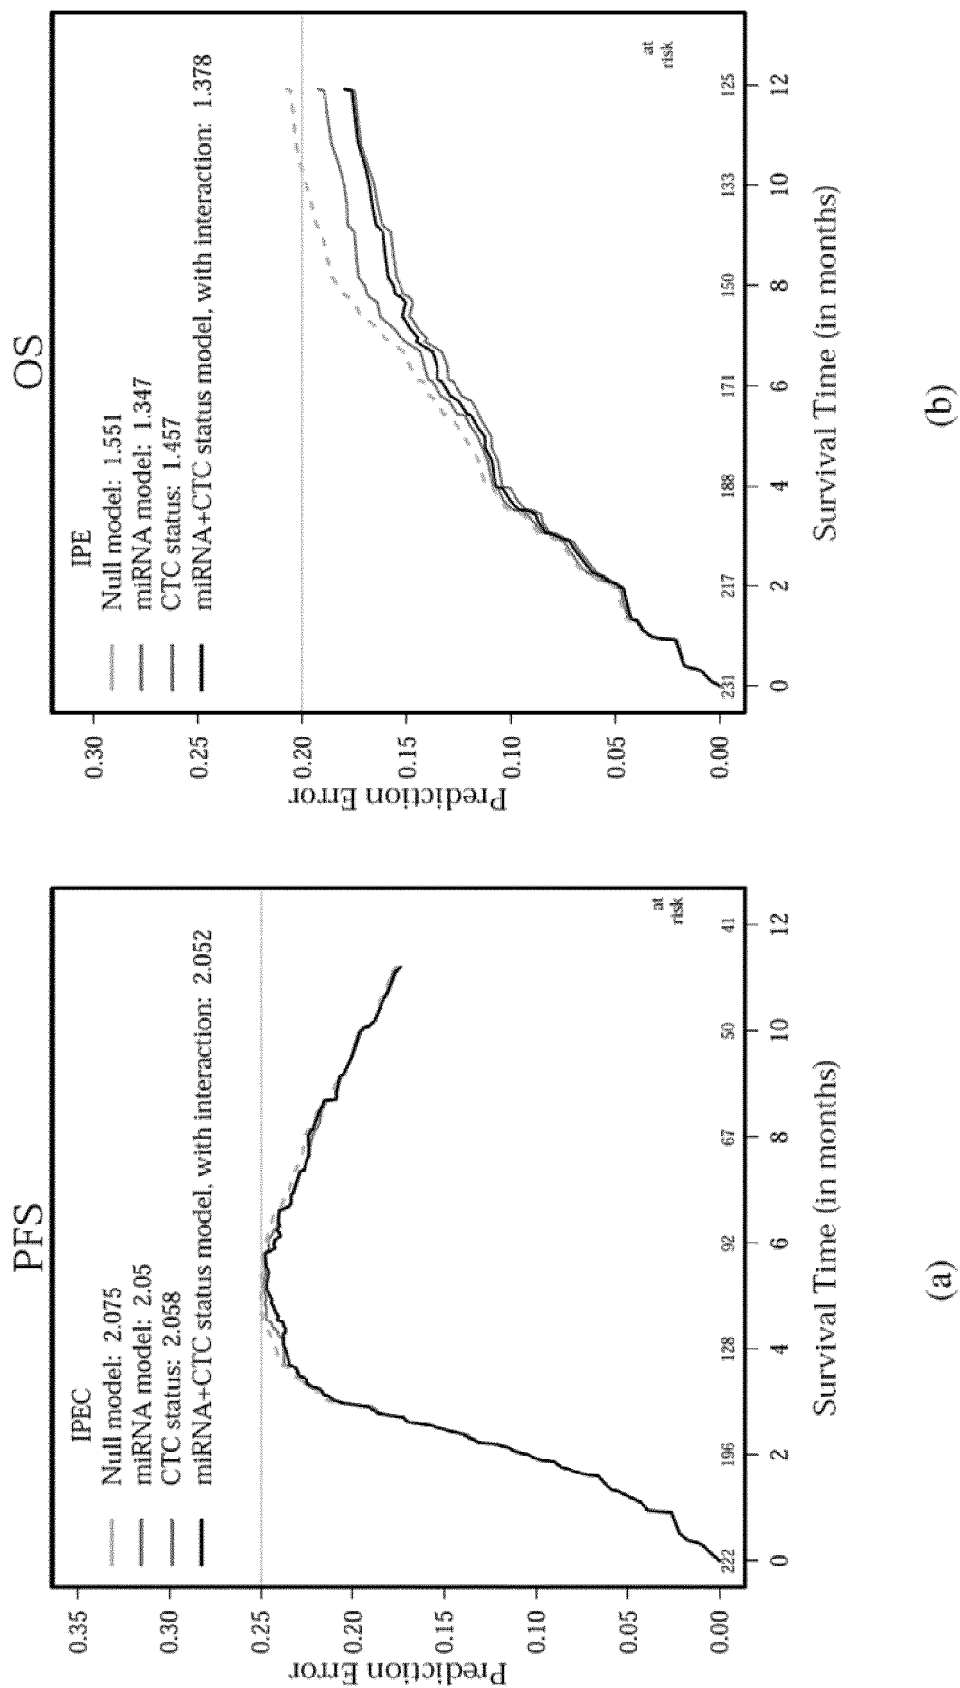 PFS
IPEC
Null model: 2.075
miRNA model: 2.05
CTC status: 2.058
miRNA+CTC status model, with interaction: 2.052
Prediction Error
0.35
0.30
0.25
0.20
0.15
0.10
0.05
0.00
222 196 128 92 67 50 41
at
risk
0 2 4 6 8 10 12
Survival Time (in months)
(a)
OS
IPE
Null model: 1.551
miRNA model: 1.347
CTC status: 1.457
miRNA+CTC status model, with interaction: 1.378
Prediction Error
0.30
0.25
0.20
0.15
0.10
0.05
0.00
231 217 188 171 150 133 125
at
risk
0 2 4 6 8 10 12
Survival Time (in months)
(b)